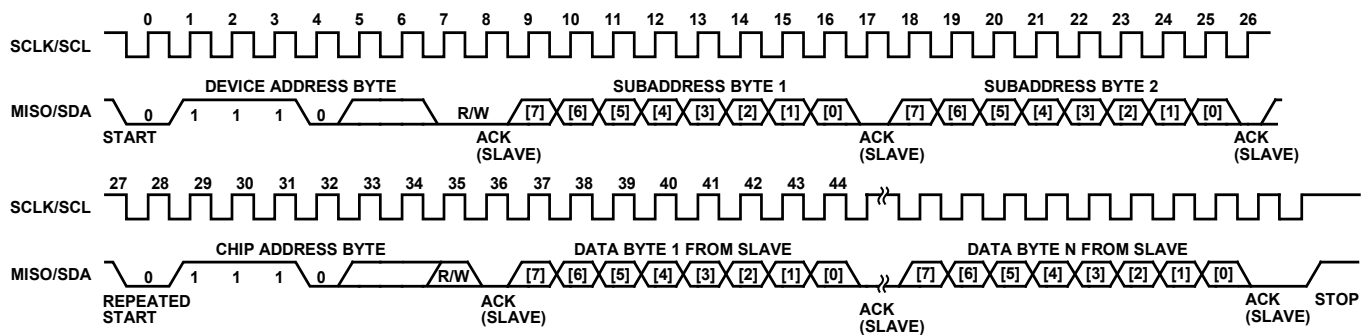 0 1 2 3 4 5 6 7 8 9 10 11 12 13 14 15 16 17 18 19 20 21 22 23 24 25 26
SCLK/SCL
DEVICE ADDRESS BYTE SUBADDRESS BYTE 1 SUBADDRESS BYTE 2
MISO/SDA 0 1 1 1 0 R/W [7] [6] [5] [4] [3] [2] [1] [0] [7] [6] [5] [4] [3] [2] [1] [0]
START ACK ACK ACK
(SLAVE) (SLAVE) (SLAVE)
27 28 29 30 31 32 33 34 35 36 37 38 39 40 41 42 43 44
SCLK/SCL
CHIP ADDRESS BYTE DATA BYTE 1 FROM SLAVE DATA BYTE N FROM SLAVE
MISO/SDA 0 1 1 1 0 R/W [7] [6] [5] [4] [3] [2] [1] [0] [7] [6] [5] [4] [3] [2] [1] [0]
REPEATED ACK ACK ACK STOP
START (SLAVE) (SLAVE) (SLAVE)